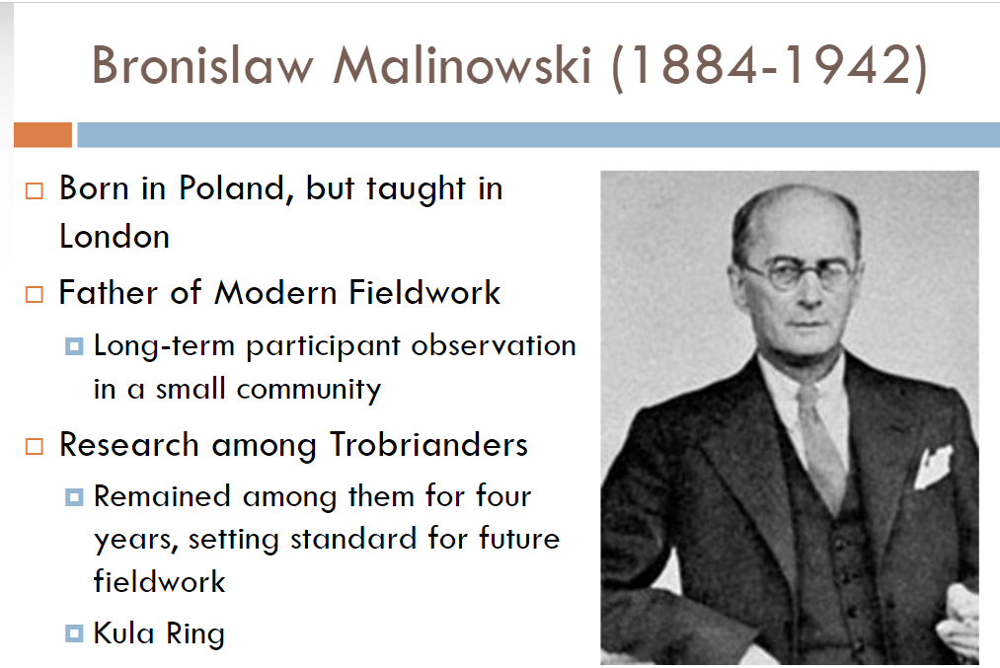 Bronislaw Malinowski (1884-1942)
Born in Poland, but taught in
London
Father of Modern Fieldwork
Long-term participant observation
in a small community
Research among Trobrianders
Remained among them for four
years, setting standard for future
fieldwork
Kula Ring